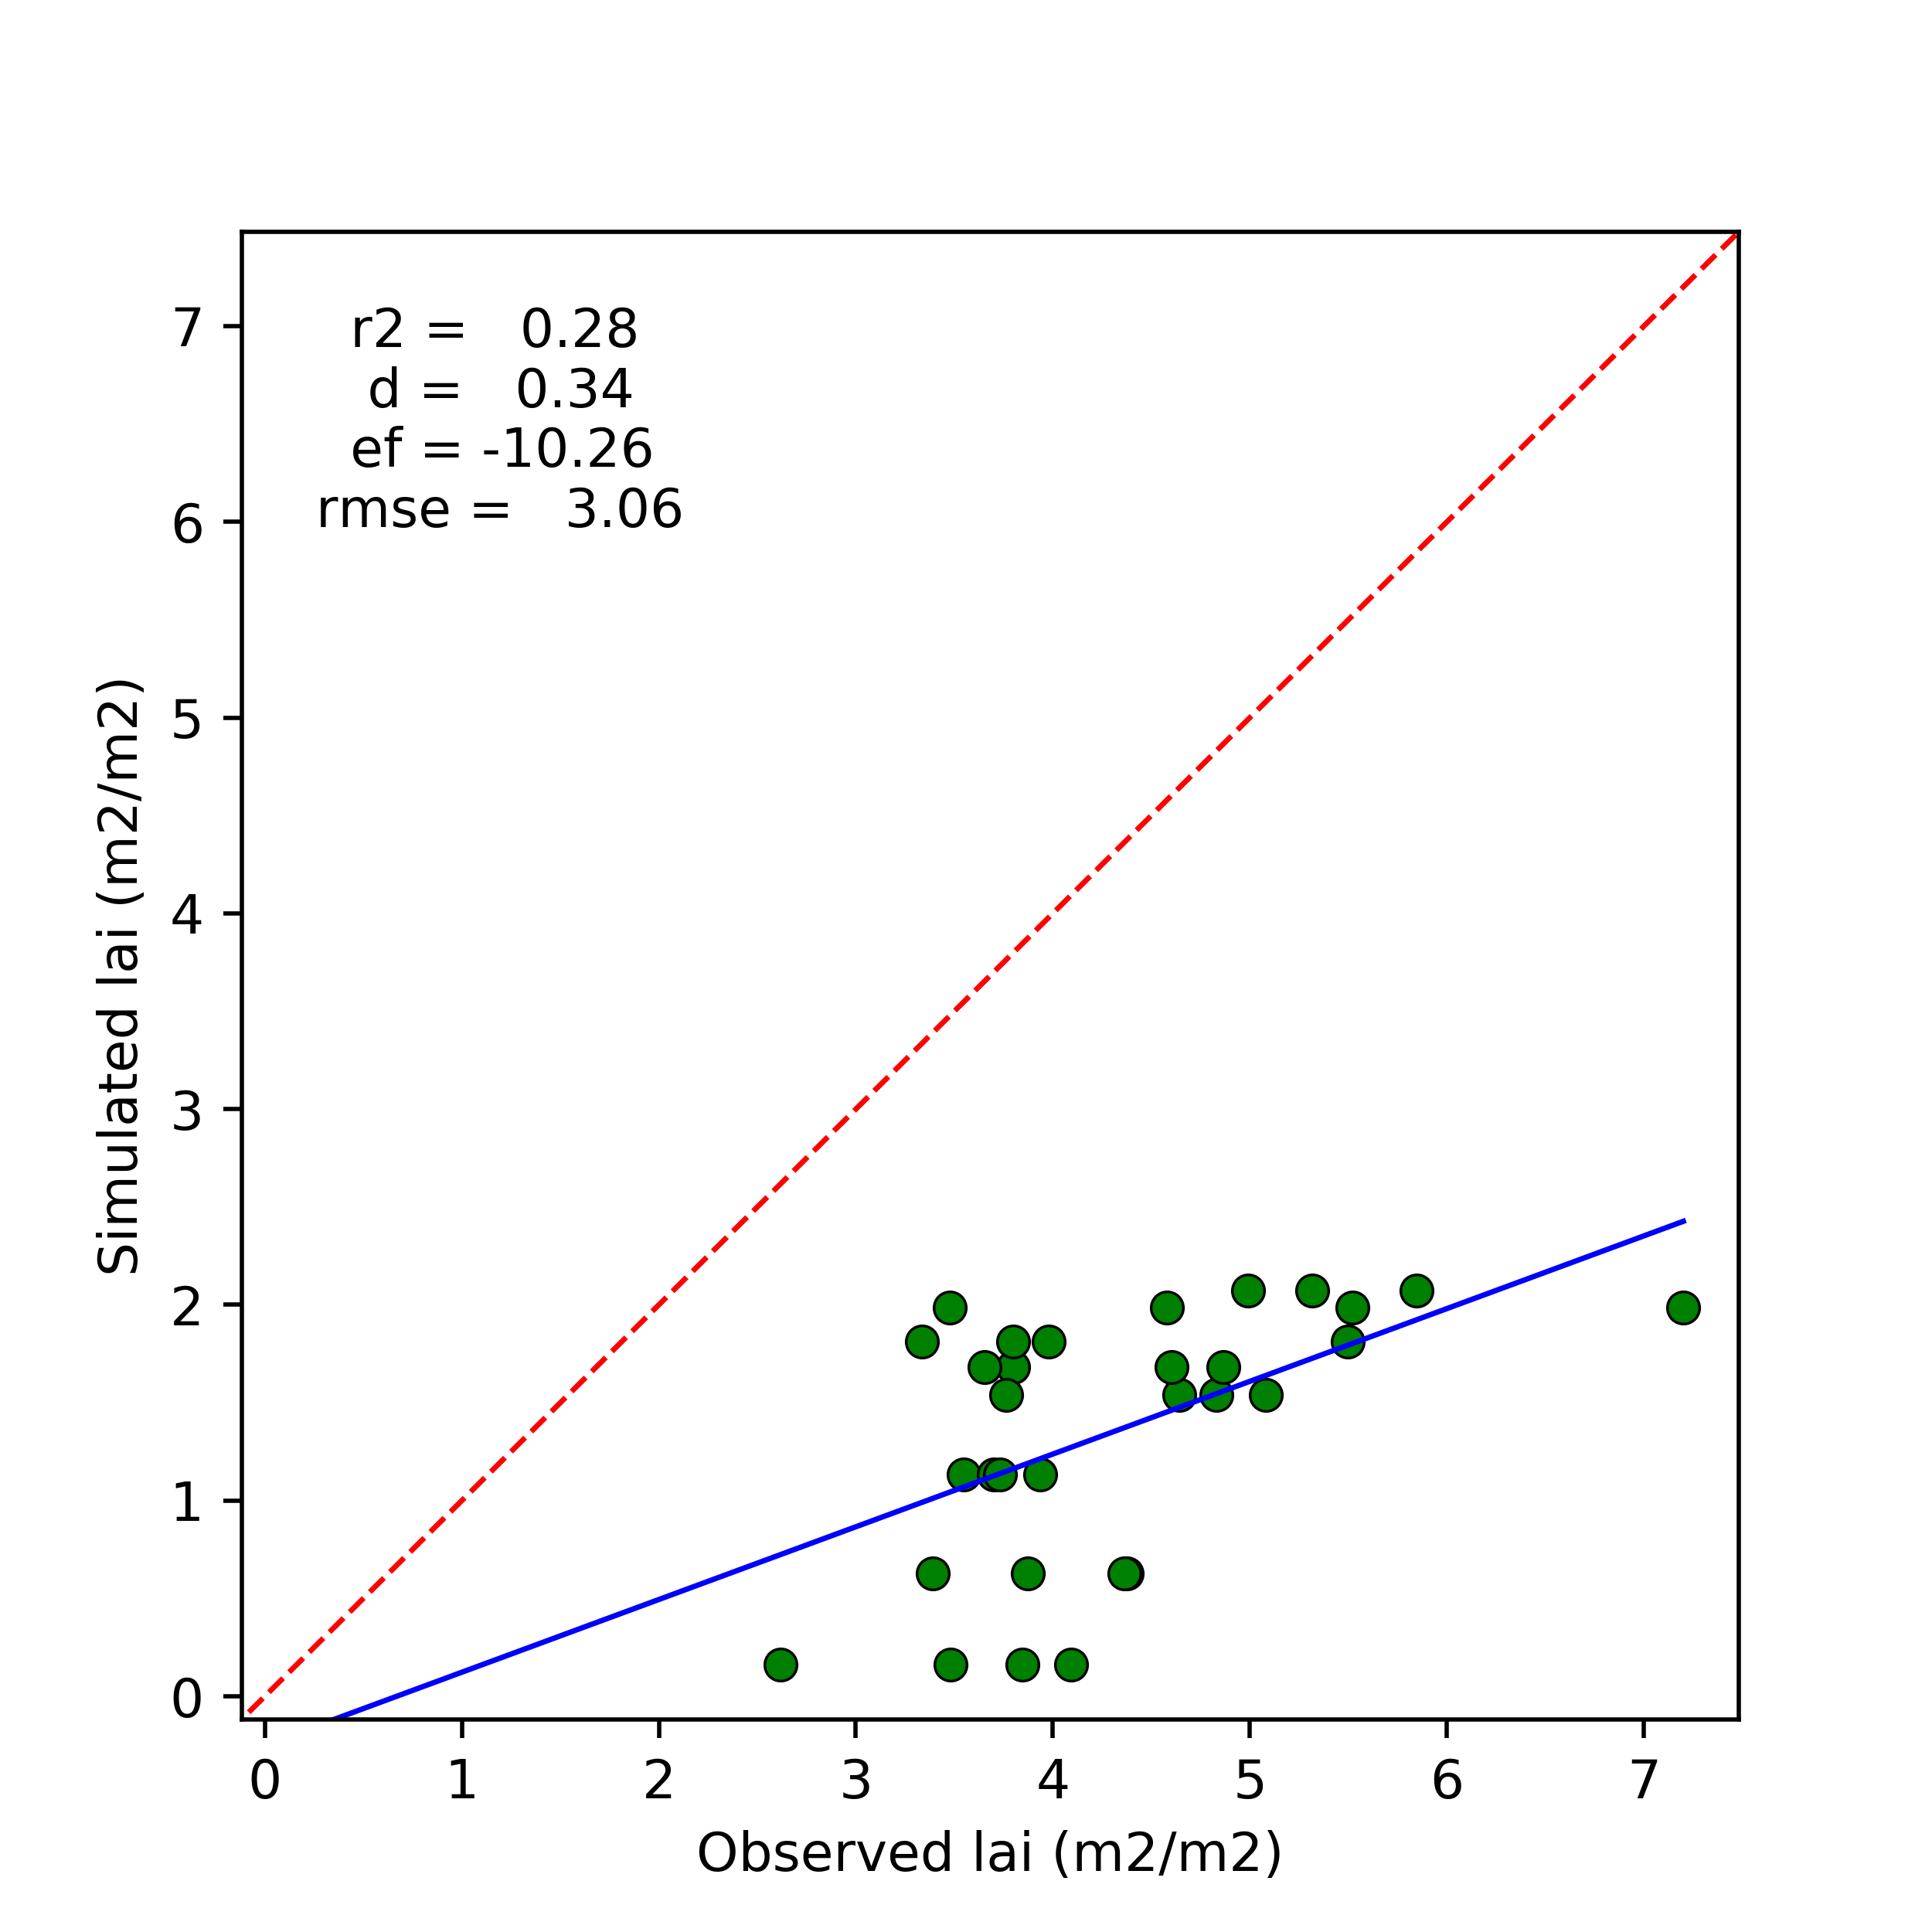 r2 = 0.28
d = 0.34
ef = -10.26
rmse = 3.06
7
6
5
4
3
2
1
0
Simulated lai (m2/m2)
0 1 2 3 4 5 6 7
Observed lai (m2/m2)